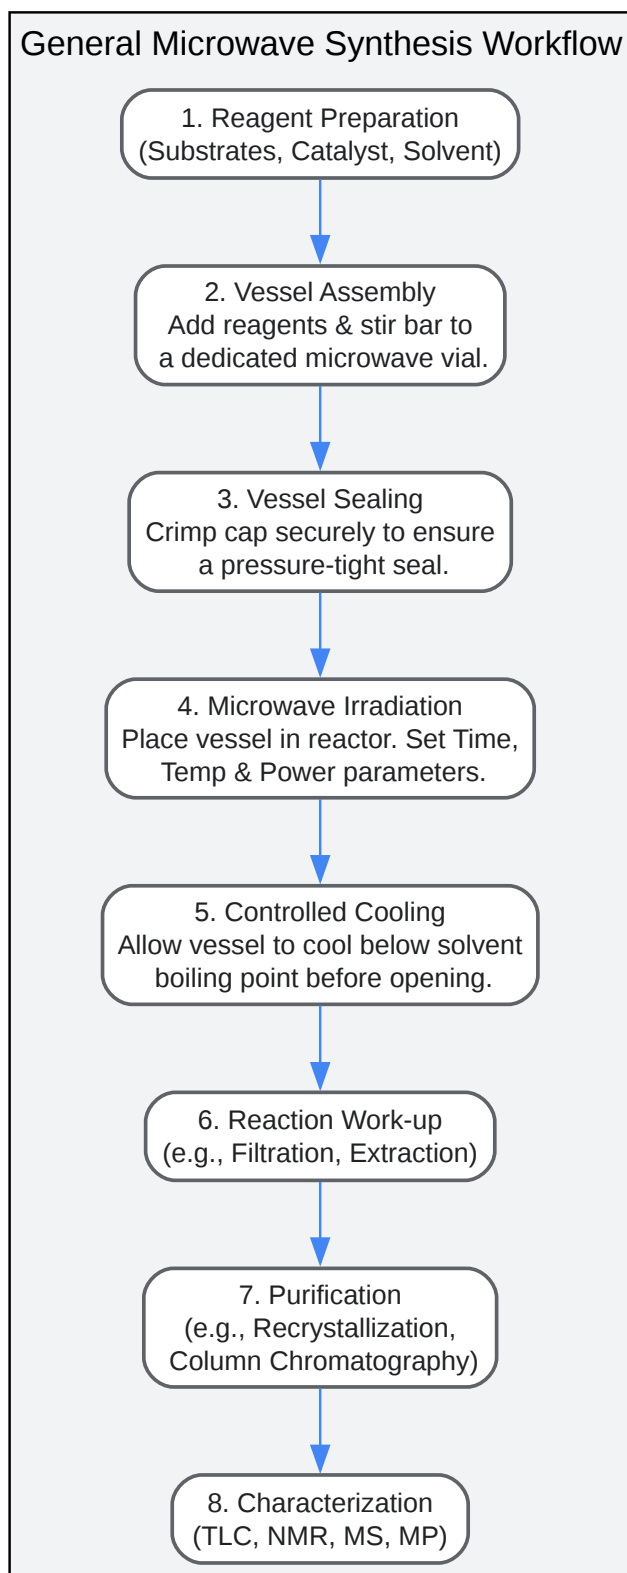 General Microwave Synthesis Workflow
1. Reagent Preparation
(Substrates, Catalyst, Solvent)
2. Vessel Assembly
Add reagents & stir bar to
a dedicated microwave vial.
3. Vessel Sealing
Crimp cap securely to ensure
a pressure-tight seal.
4. Microwave Irradiation
Place vessel in reactor. Set Time,
Temp & Power parameters.
5. Controlled Cooling
Allow vessel to cool below solvent
boiling point before opening.
6. Reaction Work-up
(e.g., Filtration, Extraction)
7. Purification
(e.g., Recrystallization,
Column Chromatography)
8. Characterization
(TLC, NMR, MS, MP)